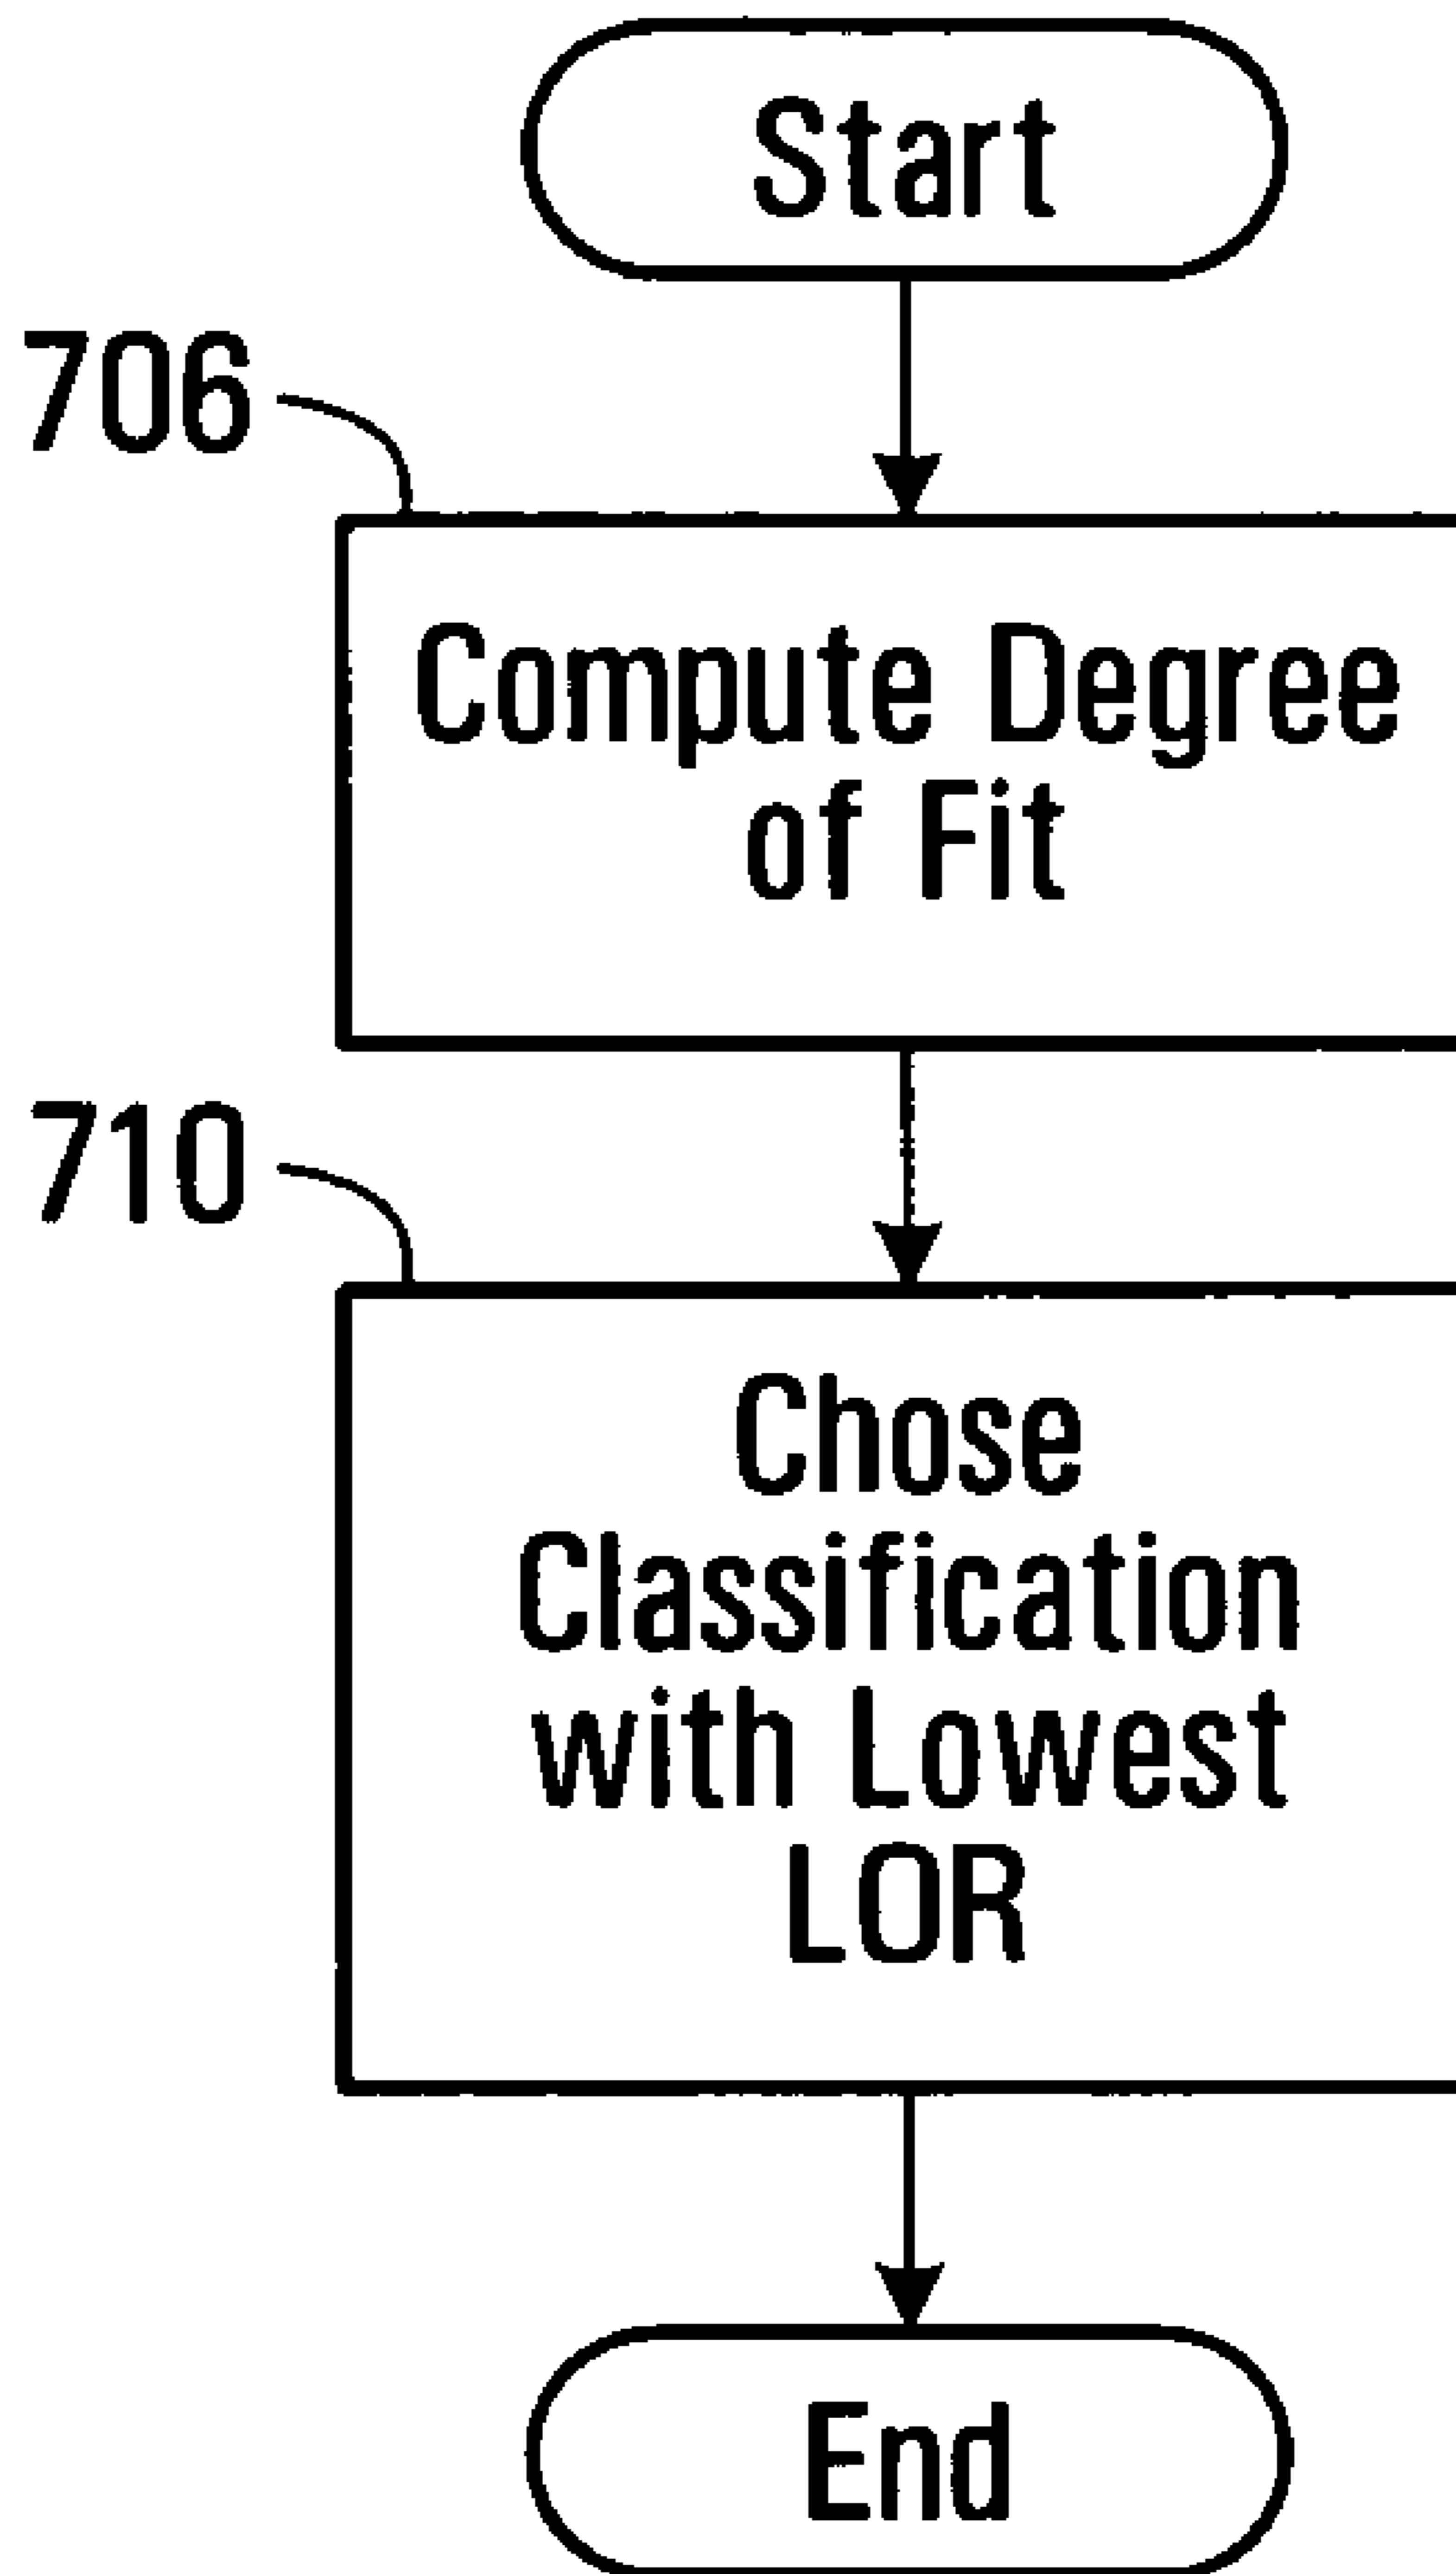 Start
706
Compute Degree
of Fit
710
Chose
Classification
with Lowest
LOR
End